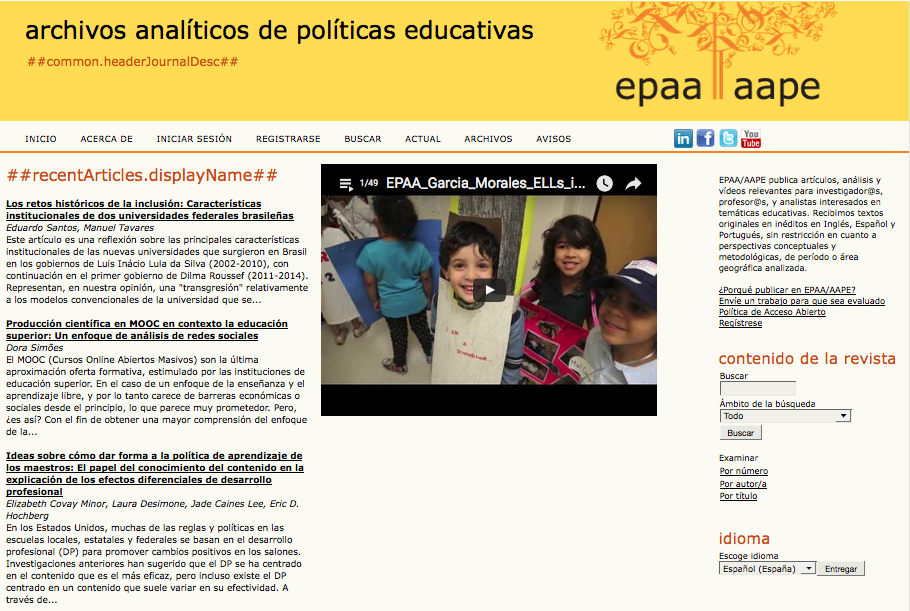 archivos analíticos de políticas educativas
##common.headerJournalDesc##
epaa aape
INICIO ACERCA DE INICIAR SESIÓN REGISTRARSE BUSCAR ACTUAL ARCHIVOS AVISOS
in f t You Tube
##recentArticles.displayName##
Los retos históricos de la inclusión: Características
institucionales de dos universidades federales brasileñas
Eduardo Santos, Manuel Tavares
Este artículo es una reflexión sobre las principales características
institucionales de las nuevas universidades que surgieron en Brasil
en los gobiernos de Luis Inácio Lula da Silva (2002-2010), con
continuación en el primer gobierno de Dilma Roussef (2011-2014).
Representan, en nuestra opinión, una "transgresión" relativamente
a los modelos convencionales de la universidad que se...
Producción científica en MOOC en contexto la educación
superior: Un enfoque de análisis de redes sociales
Dora Simões
El MOOC (Cursos Online Abiertos Masivos) son la última
aproximación oferta formativa, estimulado por las instituciones de
educación superior. En el caso de un enfoque de la enseñanza y el
aprendizaje libre, y por lo tanto carece de barreras económicas o
sociales desde el principio, lo que parece muy prometedor. Pero,
¿es así? Con el fin de obtener una mayor comprensión del enfoque
de la...
Ideas sobre cómo dar forma a la política de aprendizaje de
los maestros: El papel del conocimiento del contenido en la
explicación de los efectos diferenciales de desarrollo
profesional
Elizabeth Covay Minor, Laura Desimone, Jade Caines Lee, Eric D.
Hochberg
En los Estados Unidos, muchas de las reglas y políticas en las
escuelas locales, estatales y federales se basan en el desarrollo
profesional (DP) para promover cambios positivos en los salones.
Investigaciones anteriores han sugerido que el DP se ha centrado
en el contenido que es el más eficaz, pero incluso existe el DP
centrado en un contenido que suele variar en su efectividad. A
través de...
1/49 EPAA_Garcia_Morales_ELLs_i...
I AM
A
EPAA/AAPE publica artículos, análisis y
vídeos relevantes para investigador@s,
profesor@s, y analistas interesados en
temáticas educativas. Recibimos textos
originales en inéditos en Inglés, Español y
Portugués, sin restricción en cuanto a
perspectivas conceptuales y
metodológicas, de período o área
geográfica analizada.
¿Porqué publicar en EPAA/AAPE?
Envíe un trabajo para que sea evaluado
Política de Acceso Abierto
Regístrese
contenido de la revista
Buscar
Ámbito de la búsqueda
Todo
Buscar
Examinar
Por número
Por autor/a
Por título
idioma
Escoge idioma
Español (España) Entregar